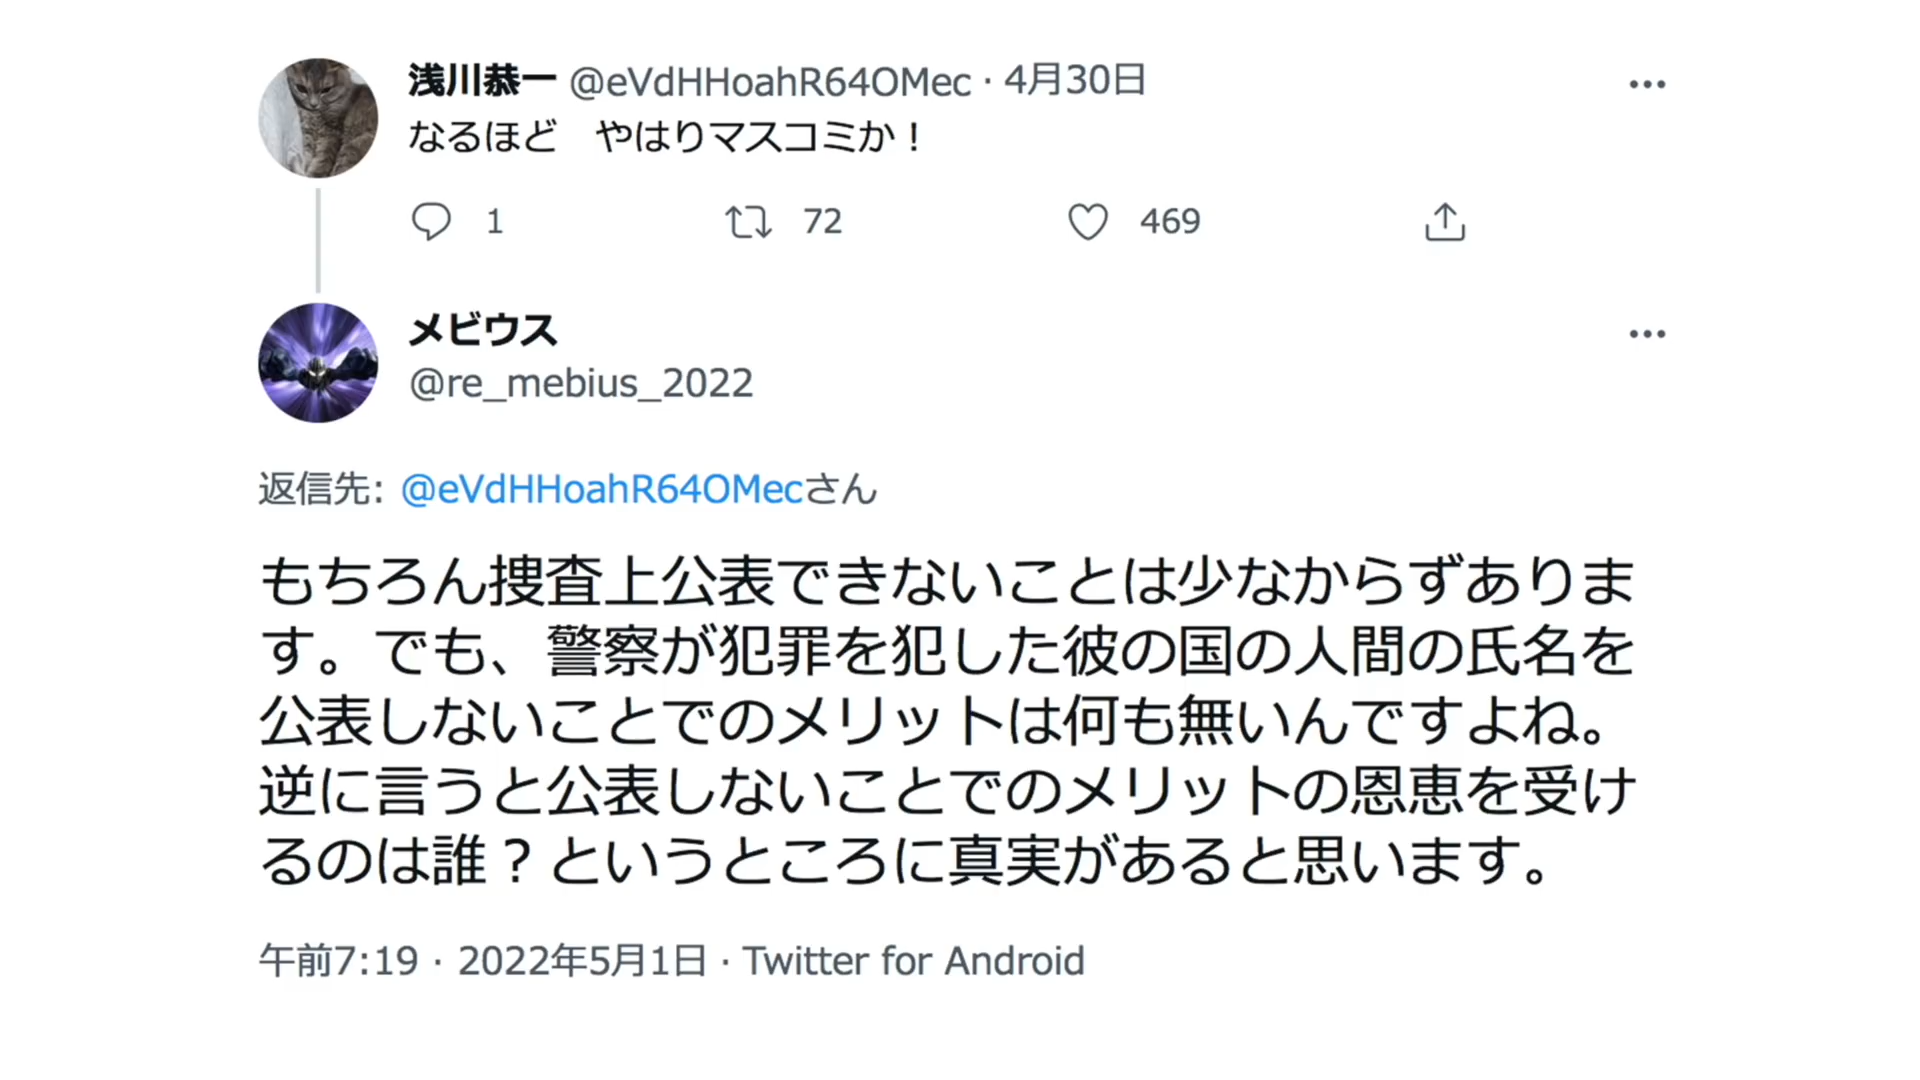 浅川恭一 @eVdHHoahR64OMec · 4月30日
なるほど　やはりマスコミか！
1 72 469
メビウス
@re_mebius_2022
返信先: @eVdHHoahR64OMecさん
もちろん捜査上公表できないことは少なからずありま
す。でも、警察が犯罪を犯した彼の国の人間の氏名を
公表しないことでのメリットは何も無いんですよね。
逆に言うと公表しないことでのメリットの恩恵を受け
るのは誰？というところに真実があると思います。
午前7:19 · 2022年5月1日 · Twitter for Android